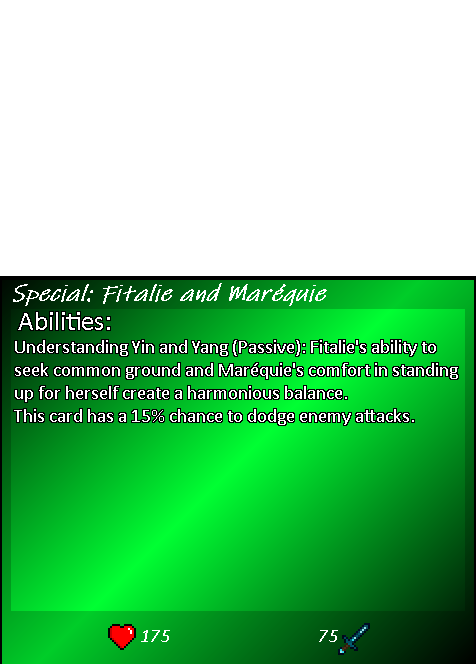 Special: Fitalie and Maréquie
Abilities:
Understanding Yin and Yang (Passive): Fitalie's ability to
seek common ground and Maréquie's comfort in standing
up for herself create a harmonious balance.
This card has a 15% chance to dodge enemy attacks.
175 75